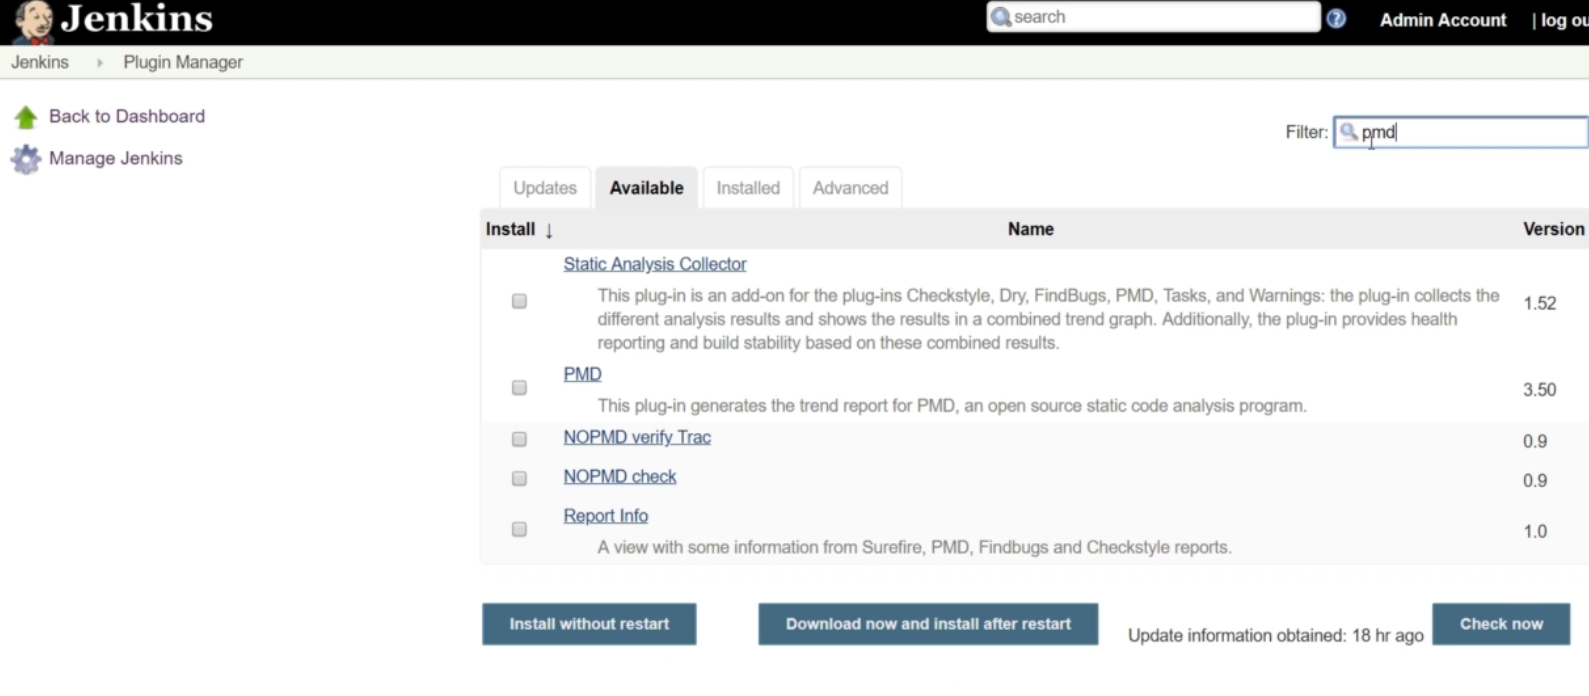 Jenkins
search
Admin Account
| log ou
Jenkins
Plugin Manager
Back to Dashboard
Manage Jenkins
Filter: pmd
Updates
Available
Installed
Advanced
Install ↓
Name
Version
Static Analysis Collector
This plug-in is an add-on for the plug-ins Checkstyle, Dry, FindBugs, PMD, Tasks, and Warnings: the plug-in collects the
different analysis results and shows the results in a combined trend graph. Additionally, the plug-in provides health
reporting and build stability based on these combined results.
1.52
PMD
This plug-in generates the trend report for PMD, an open source static code analysis program.
3.50
NOPMD verify Trac
0.9
NOPMD check
0.9
Report Info
A view with some information from Surefire, PMD, Findbugs and Checkstyle reports.
1.0
Install without restart
Download now and install after restart
Update information obtained: 18 hr ago
Check now